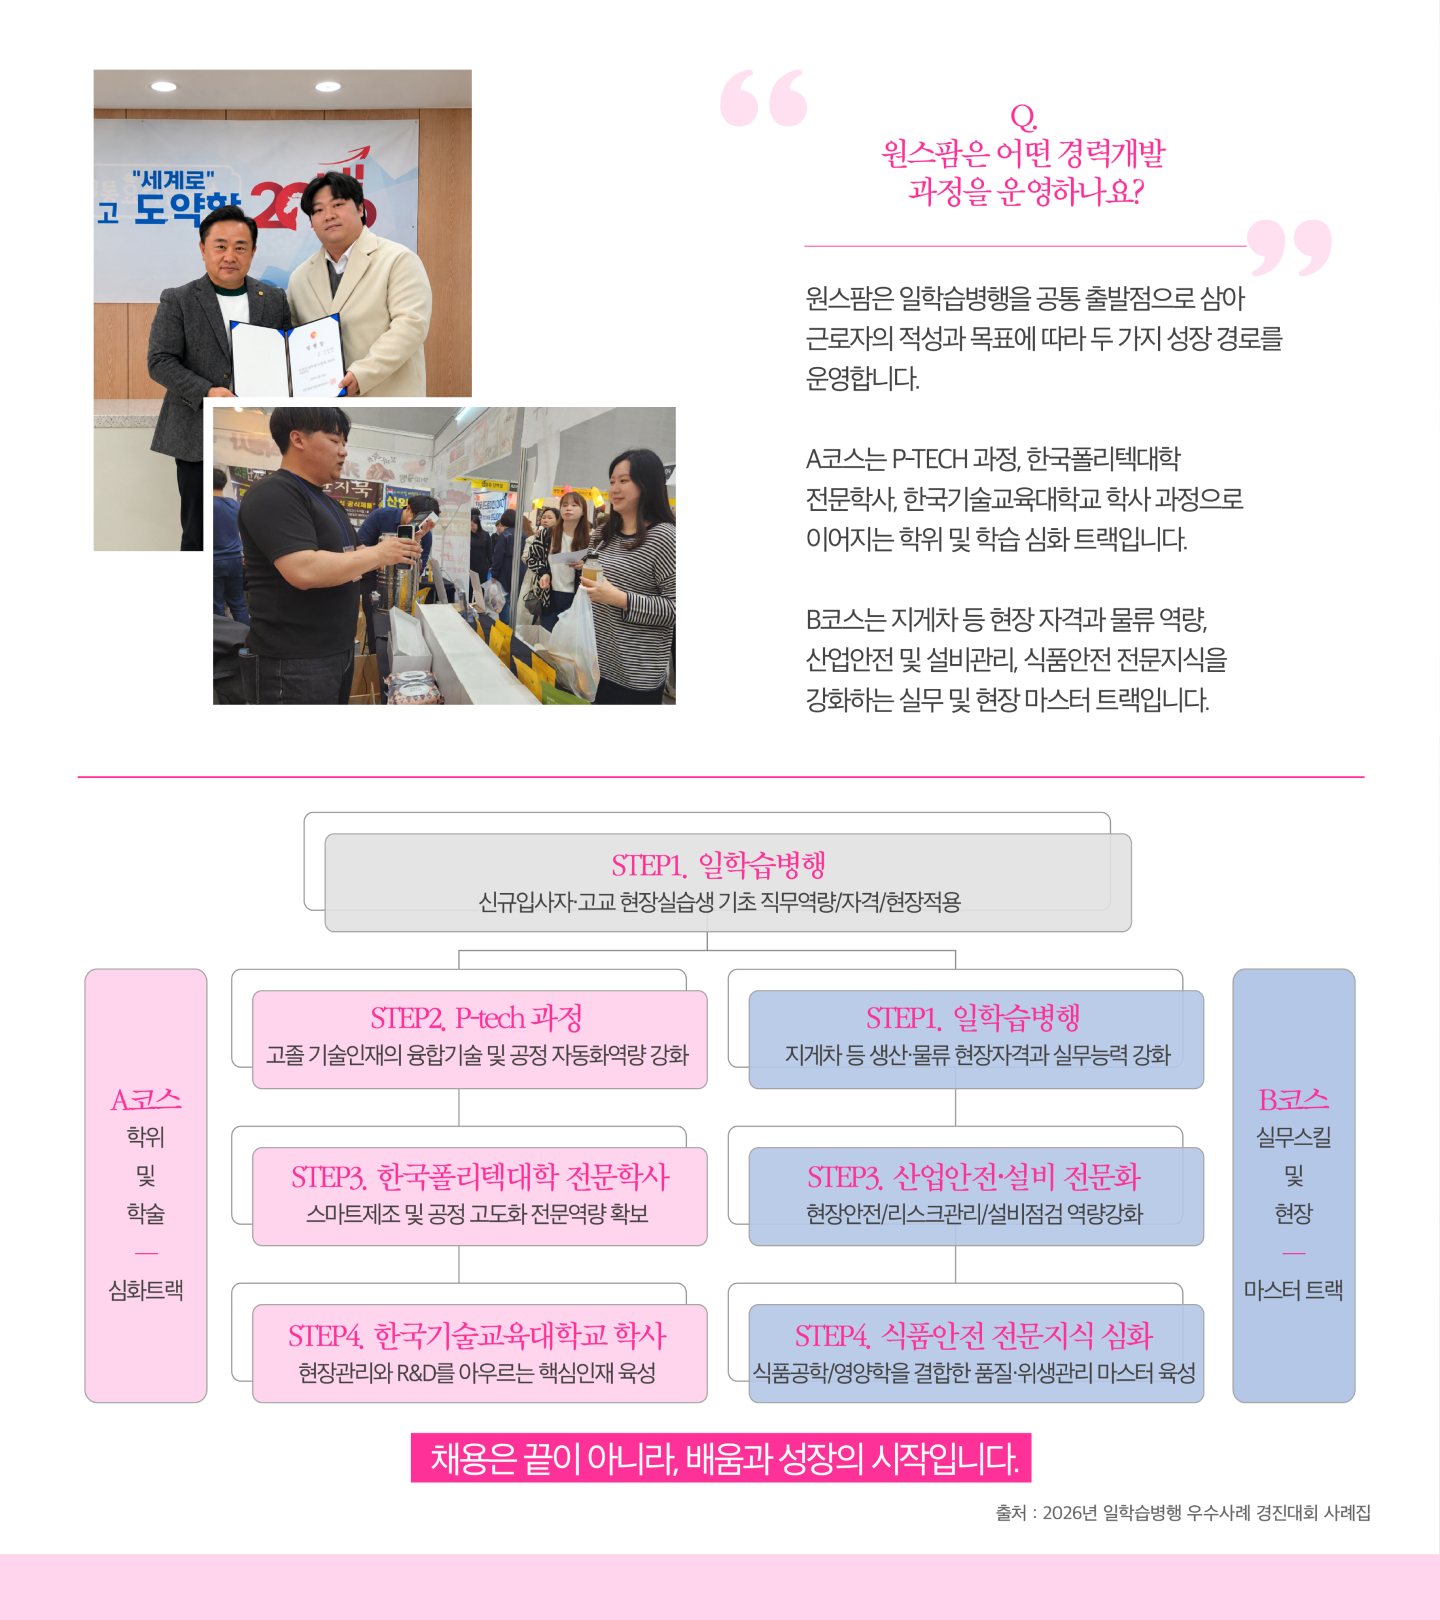 "세계로"
고 도약할
Q.
원스팜은 어떤 경력개발
과정을 운영하나요?
원스팜은 일학습병행을 공통 출발점으로 삼아
근로자의 적성과 목표에 따라 두 가지 성장 경로를
운영합니다.
A코스는 P-TECH 과정, 한국폴리텍대학
전문학사, 한국기술교육대학교 학사 과정으로
이어지는 학위 및 학습 심화 트랙입니다.
B코스는 지게차 등 현장 자격과 물류 역량,
산업안전 및 설비관리, 식품안전 전문지식을
강화하는 실무 및 현장 마스터 트랙입니다.
STEP1. 일학습병행
신규입사자·고교 현장실습생 기초 직무역량/자격/현장적용
A코스
학위
및
학술
심화트랙
STEP2. P-tech 과정
고졸 기술인재의 융합기술 및 공정 자동화역량 강화
STEP3. 한국폴리텍대학 전문학사
스마트제조 및 공정 고도화 전문역량 확보
STEP4. 한국기술교육대학교 학사
현장관리와 R&D를 아우르는 핵심인재 육성
STEP1. 일학습병행
지게차 등 생산·물류 현장자격과 실무능력 강화
STEP3. 산업안전·설비 전문화
현장안전/리스크관리/설비점검 역량강화
STEP4. 식품안전 전문지식 심화
식품공학/영양학을 결합한 품질·위생관리 마스터 육성
B코스
실무스킬
및
현장
마스터 트랙
채용은 끝이 아니라, 배움과 성장의 시작입니다.
출처 : 2026년 일학습병행 우수사례 경진대회 사례집